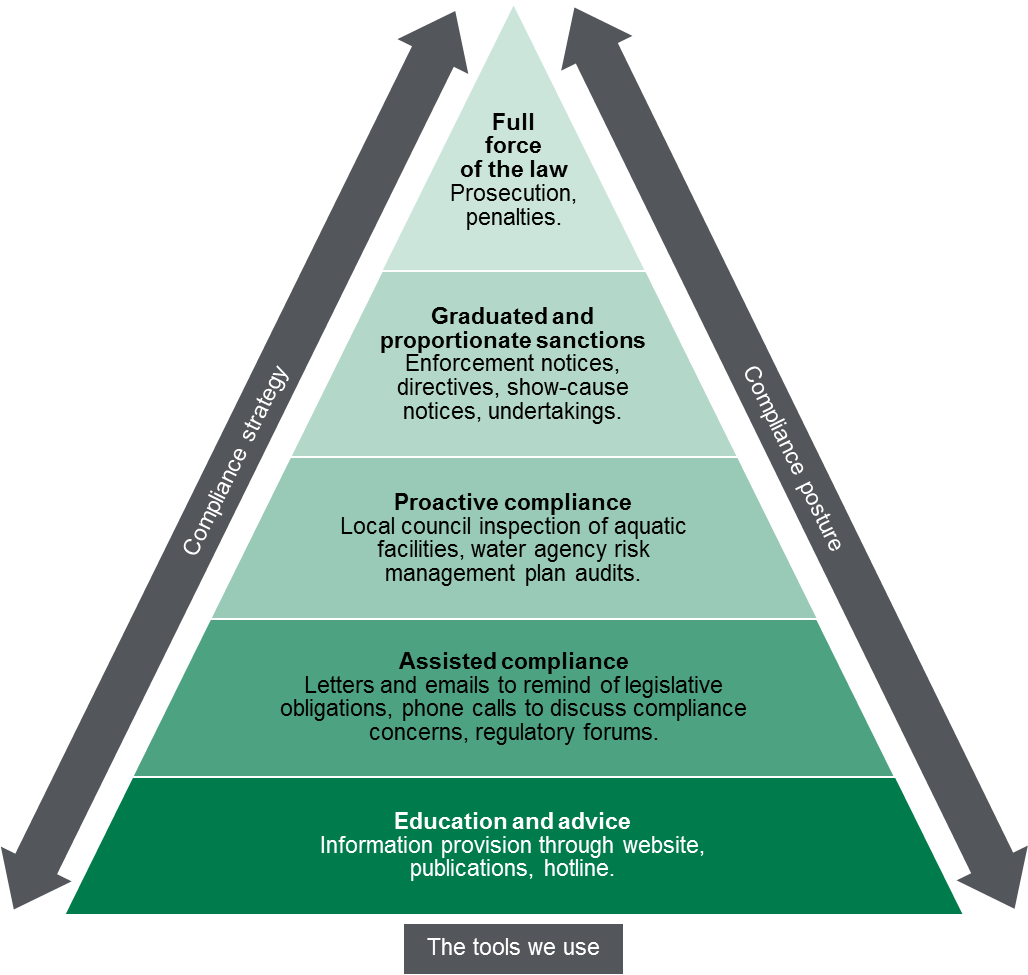 Full
force
of the law
Prosecution,
penalties.
Graduated and
proportionate sanctions
Enforcement notices,
directives, show-cause
notices, undertakings.
Compliance strategy
Compliance posture
Proactive compliance
Local council inspection of aquatic
facilities, water agency risk
management plan audits.
Assisted compliance
Letters and emails to remind of legislative
obligations, phone calls to discuss compliance
concerns, regulatory forums.
Education and advice
Information provision through website,
publications, hotline.
The tools we use